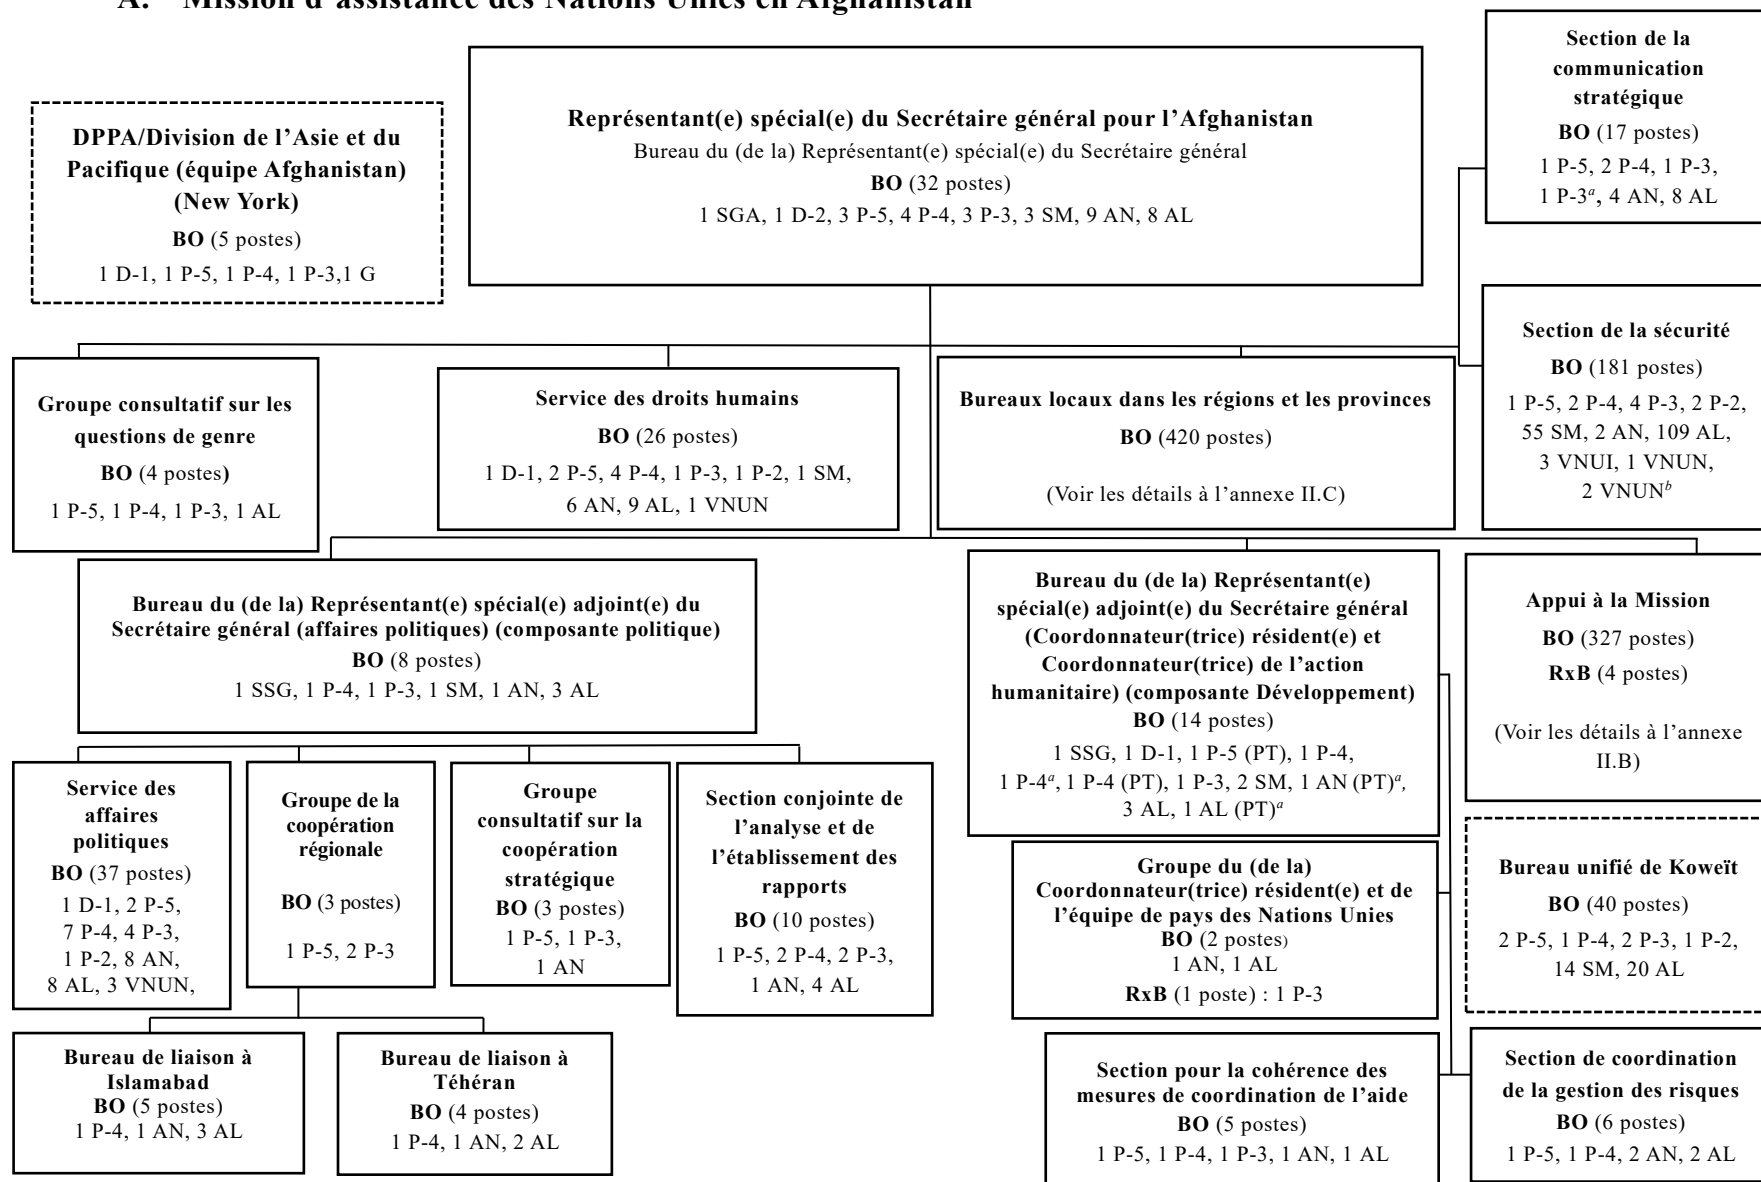 A. Mission d'assistance des Nations Unies en Afghanistan
DPPA/Division de l'Asie et du
Pacifique (équipe Afghanistan)
(New York)
BO (5 postes)
1 D-1, 1 P-5, 1 P-4, 1 P-3,1 G
Représentant(e) spécial(e) du Secrétaire général pour l'Afghanistan
Bureau du (de la) Représentant(e) spécial(e) du Secrétaire général
BO (32 postes)
1 SGA, 1 D-2, 3 P-5, 4 P-4, 3 P-3, 3 SM, 9 AN, 8 AL
Section de la
communication
stratégique
BO (17 postes)
1 P-5, 2 P-4, 1 P-3,
1 P-3a, 4 AN, 8 AL
Section de la sécurité
BO (181 postes)
1 P-5, 2 P-4, 4 P-3, 2 P-2,
55 SM, 2 AN, 109 AL,
3 VNUI, 1 VNUN,
2 VNUNb
Groupe consultatif sur les
questions de genre
BO (4 postes)
1 P-5, 1 P-4, 1 P-3, 1 AL
Service des droits humains
BO (26 postes)
1 D-1, 2 P-5, 4 P-4, 1 P-3, 1 P-2, 1 SM,
6 AN, 9 AL, 1 VNUN
Bureaux locaux dans les régions et les provinces
BO (420 postes)
(Voir les détails à l'annexe II.C)
Bureau du (de la) Représentant(e) spécial(e) adjoint(e) du
Secrétaire général (affaires politiques) (composante politique)
BO (8 postes)
1 SSG, 1 P-4, 1 P-3, 1 SM, 1 AN, 3 AL
Bureau du (de la) Représentant(e)
spécial(e) adjoint(e) du Secrétaire général
(Coordonnateur(trice) résident(e) et
Coordonnateur(trice) de l'action
humanitaire) (composante Développement)
BO (14 postes)
1 SSG, 1 D-1, 1 P-5 (PT), 1 P-4,
1 P-4a, 1 P-4 (PT), 1 P-3, 2 SM, 1 AN (PT)a,
3 AL, 1 AL (PT)a
Appui à la Mission
BO (327 postes)
RxB (4 postes)
(Voir les détails à l'annexe
II.B)
Service des
affaires
politiques
BO (37 postes)
1 D-1, 2 P-5,
7 P-4, 4 P-3,
1 P-2, 8 AN,
8 AL, 3 VNUN,
Groupe de la
coopération
régionale
BO (3 postes)
1 P-5, 2 P-3
Groupe
consultatif sur la
coopération
stratégique
BO (3 postes)
1 P-5, 1 P-3,
1 AN
Section conjointe de
l'analyse et de
l'établissement des
rapports
BO (10 postes)
1 P-5, 2 P-4, 2 P-3,
1 AN, 4 AL
Groupe du (de la)
Coordonnateur(trice) résident(e) et de
l'équipe de pays des Nations Unies
BO (2 postes)
1 AN, 1 AL
RxB (1 poste) : 1 P-3
Bureau unifié de Koweït
BO (40 postes)
2 P-5, 1 P-4, 2 P-3, 1 P-2,
14 SM, 20 AL
Bureau de liaison à
Islamabad
BO (5 postes)
1 P-4, 1 AN, 3 AL
Bureau de liaison à
Téhéran
BO (4 postes)
1 P-4, 1 AN, 2 AL
Section pour la cohérence des
mesures de coordination de l'aide
BO (5 postes)
1 P-5, 1 P-4, 1 P-3, 1 AN, 1 AL
Section de coordination
de la gestion des risques
BO (6 postes)
1 P-5, 1 P-4, 2 AN, 2 AL